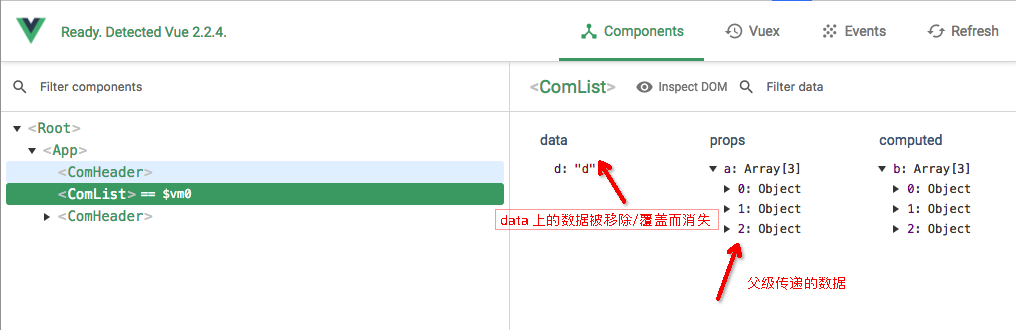 Ready. Detected Vue 2.2.4.
Components
Vuex
Events
Refresh
Filter components
<ComList>
Inspect DOM
Filter data
<Root>
<App>
<ComHeader>
<ComList> == $vm0
<ComHeader>
data
d: "d"
props
a: Array[3]
0: Object
1: Object
2: Object
computed
b: Array[3]
0: Object
1: Object
2: Object
data 上的数据被移除/覆盖而消失
父级传递的数据